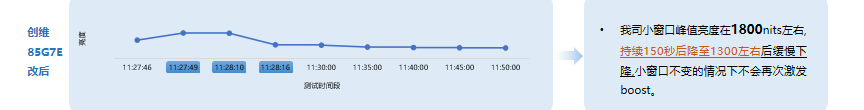 创维
85G7E
改后
亮度
11:27:46 11:27:49 11:28:10 11:28:16 11:30:00 11:35:00 11:40:00 11:45:00 11:50:00
测试时间段
• 我司小窗口峰值亮度在1800nits左右,
持续150秒后降至1300左右后缓慢下
降,小窗口不变的情况下不会再次激发
boost。